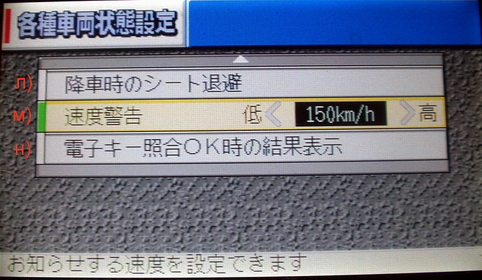 各種車両状態設定
Л) 降車時のシート退避
М) 速度警告 低 150km/h 高
Н) 電子キー照合OK時の結果表示
お知らせする速度を設定できます